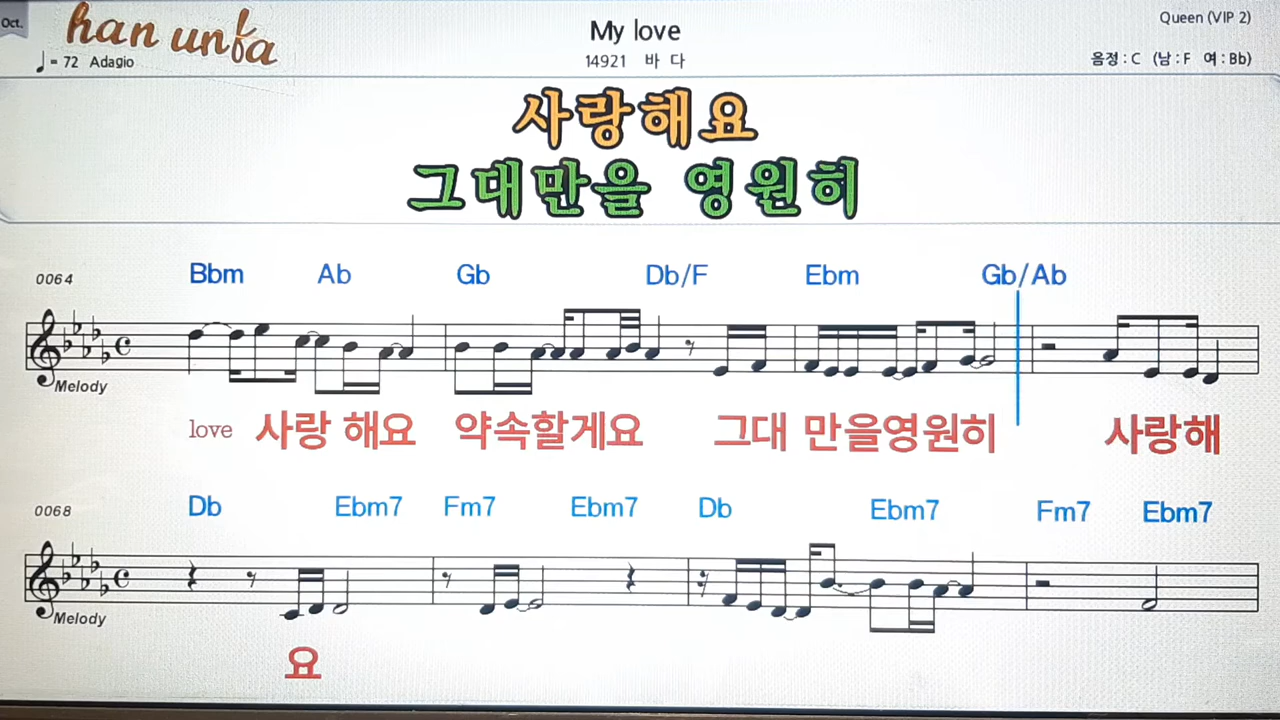 Oct.
han unfa
My love
Queen (VIP 2)
♩= 72 Adagio
14921 바 다
음정 : C (남 : F 여 : Bb)
사랑해요
그대만을 영원히
0064 Bbm Ab Gb Db/F Ebm Gb/Ab
Melody
love 사랑 해요 약속할게요 그대 만을영원히 사랑해
0068 Db Ebm7 Fm7 Ebm7 Db Ebm7 Fm7 Ebm7
Melody
요